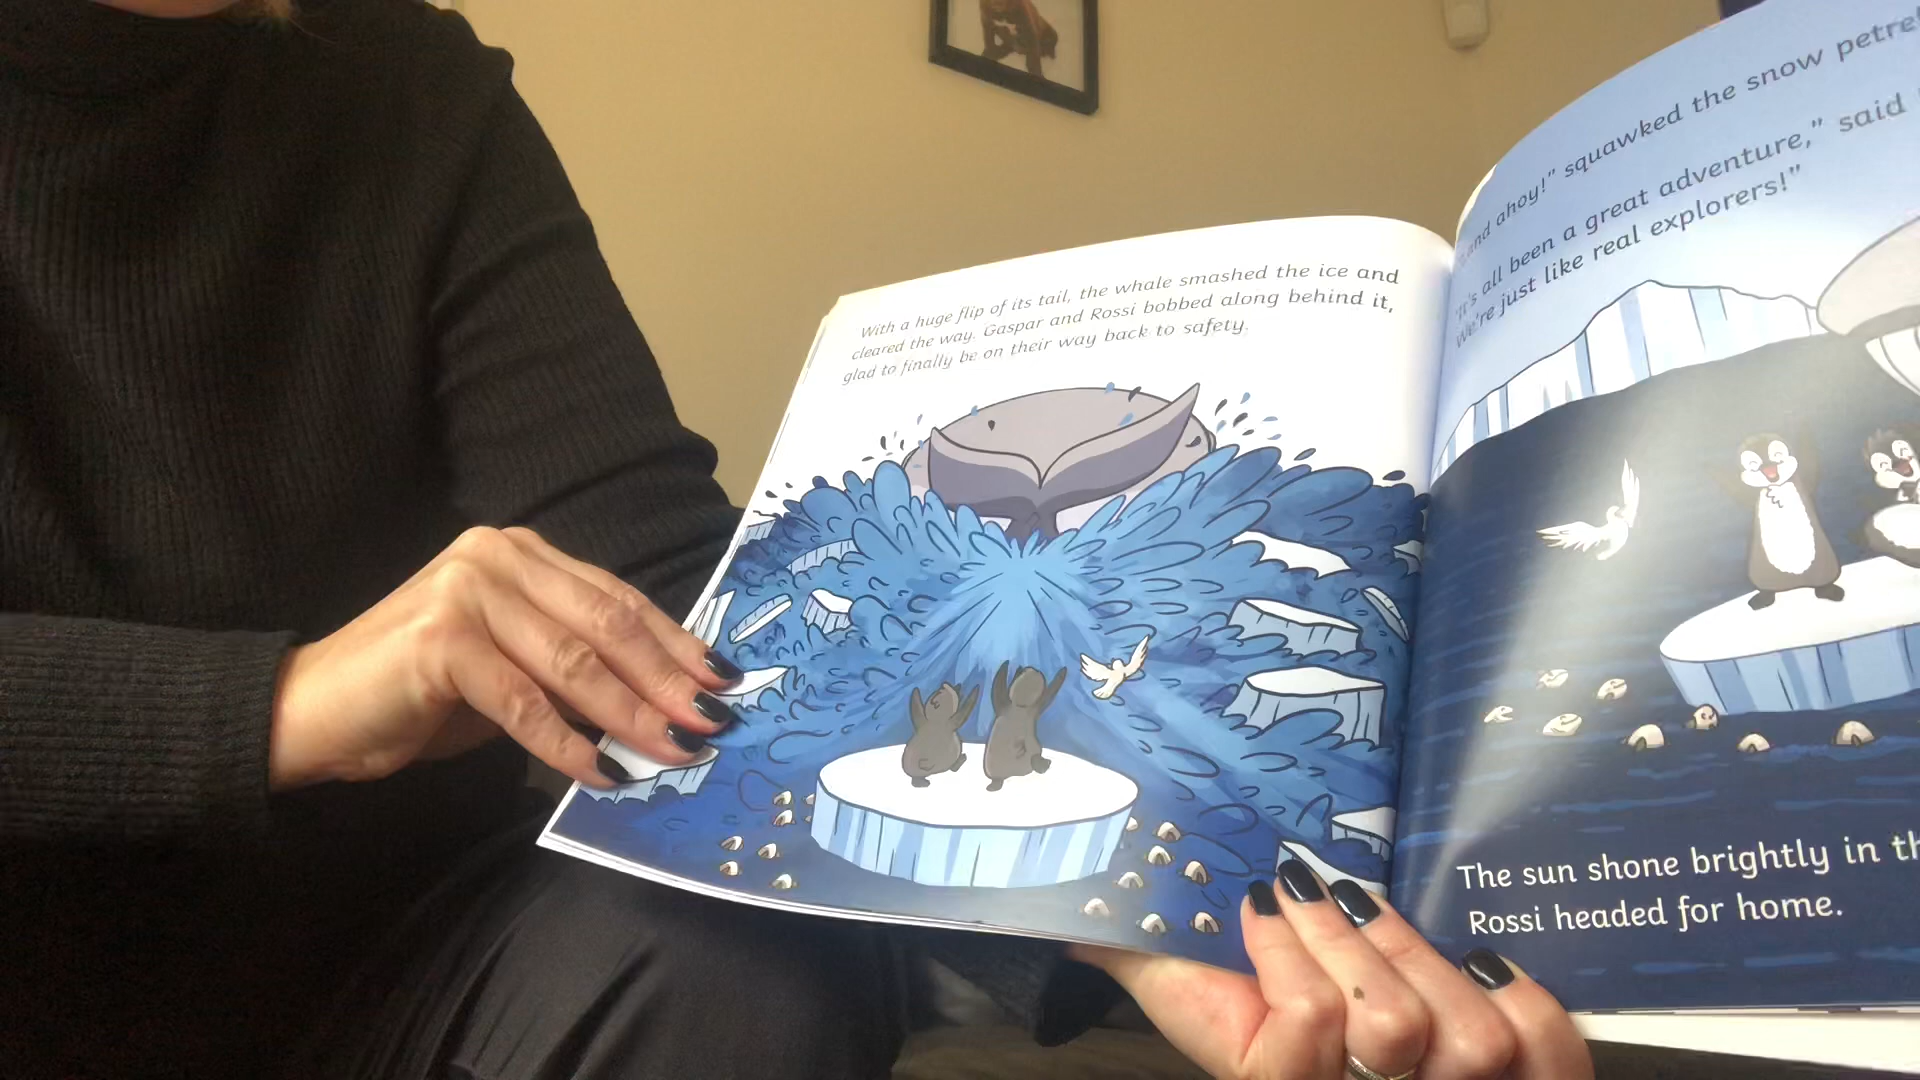 With a huge flip of its tail, the whale smashed the ice and
cleared the way. Gaspar and Rossi bobbed along behind it,
glad to finally be on their way back to safety.
ahoy!" squawked the snow
"It's all been a great adventure," said
We're just like real explorers!"
The sun shone brightly in
Rossi headed for home.